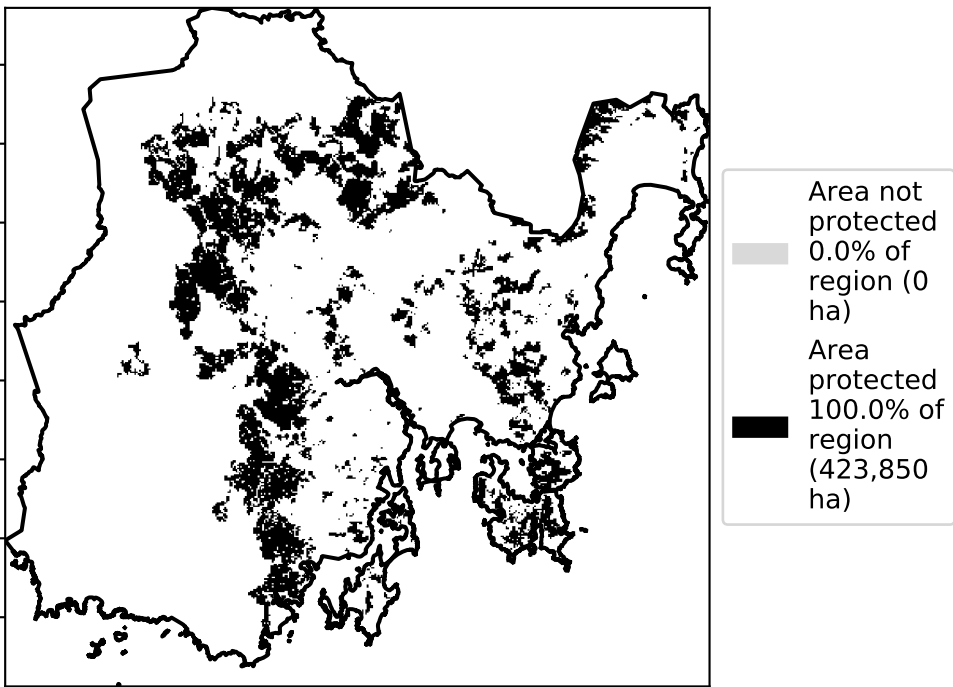 Area not
protected
0.0% of
region (0
ha)
Area
protected
100.0% of
region
(423,850
ha)